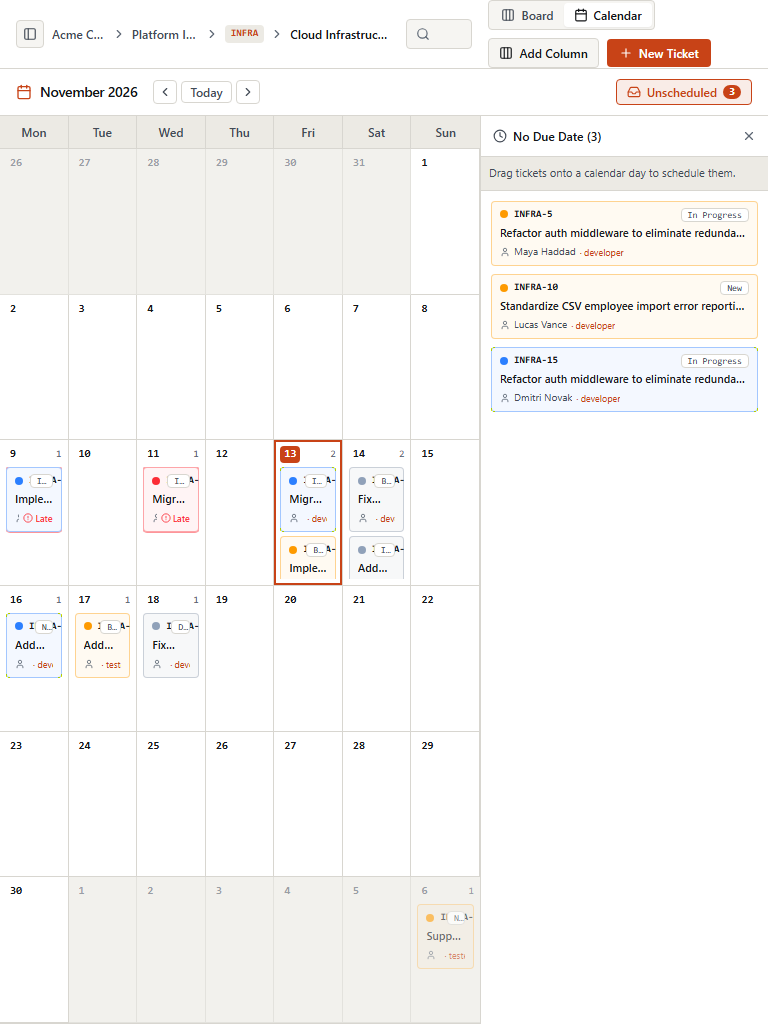 Acme C... Platform I... INFRA Cloud Infrastruc...
Board Calendar
Add Column New Ticket
November 2026 Today Unscheduled 3
Mon Tue Wed Thu Fri Sat Sun
No Due Date (3)
Drag tickets onto a calendar day to schedule them.
26 27 28 29 30 31 1
INFRA-5 In Progress
Refactor auth middleware to eliminate redunda...
Maya Haddad · developer
INFRA-10 New
Standardize CSV employee import error reporti...
Lucas Vance · developer
INFRA-15 In Progress
Refactor auth middleware to eliminate redunda...
Dmitri Novak · developer
2 3 4 5 6 7 8
9 1 10 11 1 12 13 2 14 2 15
I... I... I... B...
Imple... Migr... Migr... Fix...
Late Late · dev · dev
B... I...
Imple... Add...
16 1 17 1 18 1 19 20 21 22
N... B... D...
Add... Add... Fix...
· dev · test · dev
23 24 25 26 27 28 29
30 1 2 3 4 5 6 1
N...
Supp...
· test